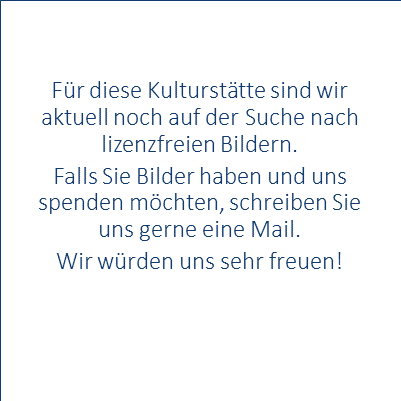 Für diese Kulturstätte sind wir
aktuell noch auf der Suche nach
lizenzfreien Bildern.
Falls Sie Bilder haben und uns
spenden möchten, schreiben Sie
uns gerne eine Mail.
Wir würden uns sehr freuen!